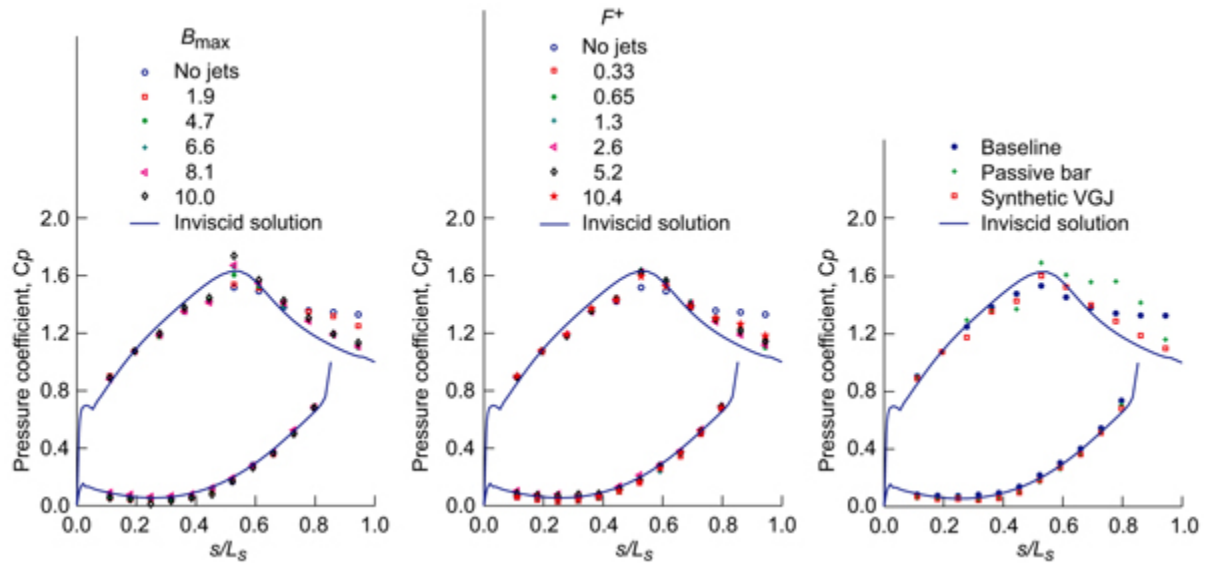 B max
No jets
1.9
4.7
6.6
8.1
10.0
Inviscid solution
Pressure coefficient, Cp
2.0
1.6
1.2
0.8
0.4
0.0
0.0 0.2 0.4 0.6 0.8 1.0
s/Ls
F+
No jets
0.33
0.65
1.3
2.6
5.2
10.4
Inviscid solution
Pressure coefficient, Cp
2.0
1.6
1.2
0.8
0.4
0.0
0.0 0.2 0.4 0.6 0.8 1.0
s/Ls
Baseline
Passive bar
Synthetic VGJ
Inviscid solution
Pressure coefficient, Cp
2.0
1.6
1.2
0.8
0.4
0.0
0.0 0.2 0.4 0.6 0.8 1.0
s/Ls